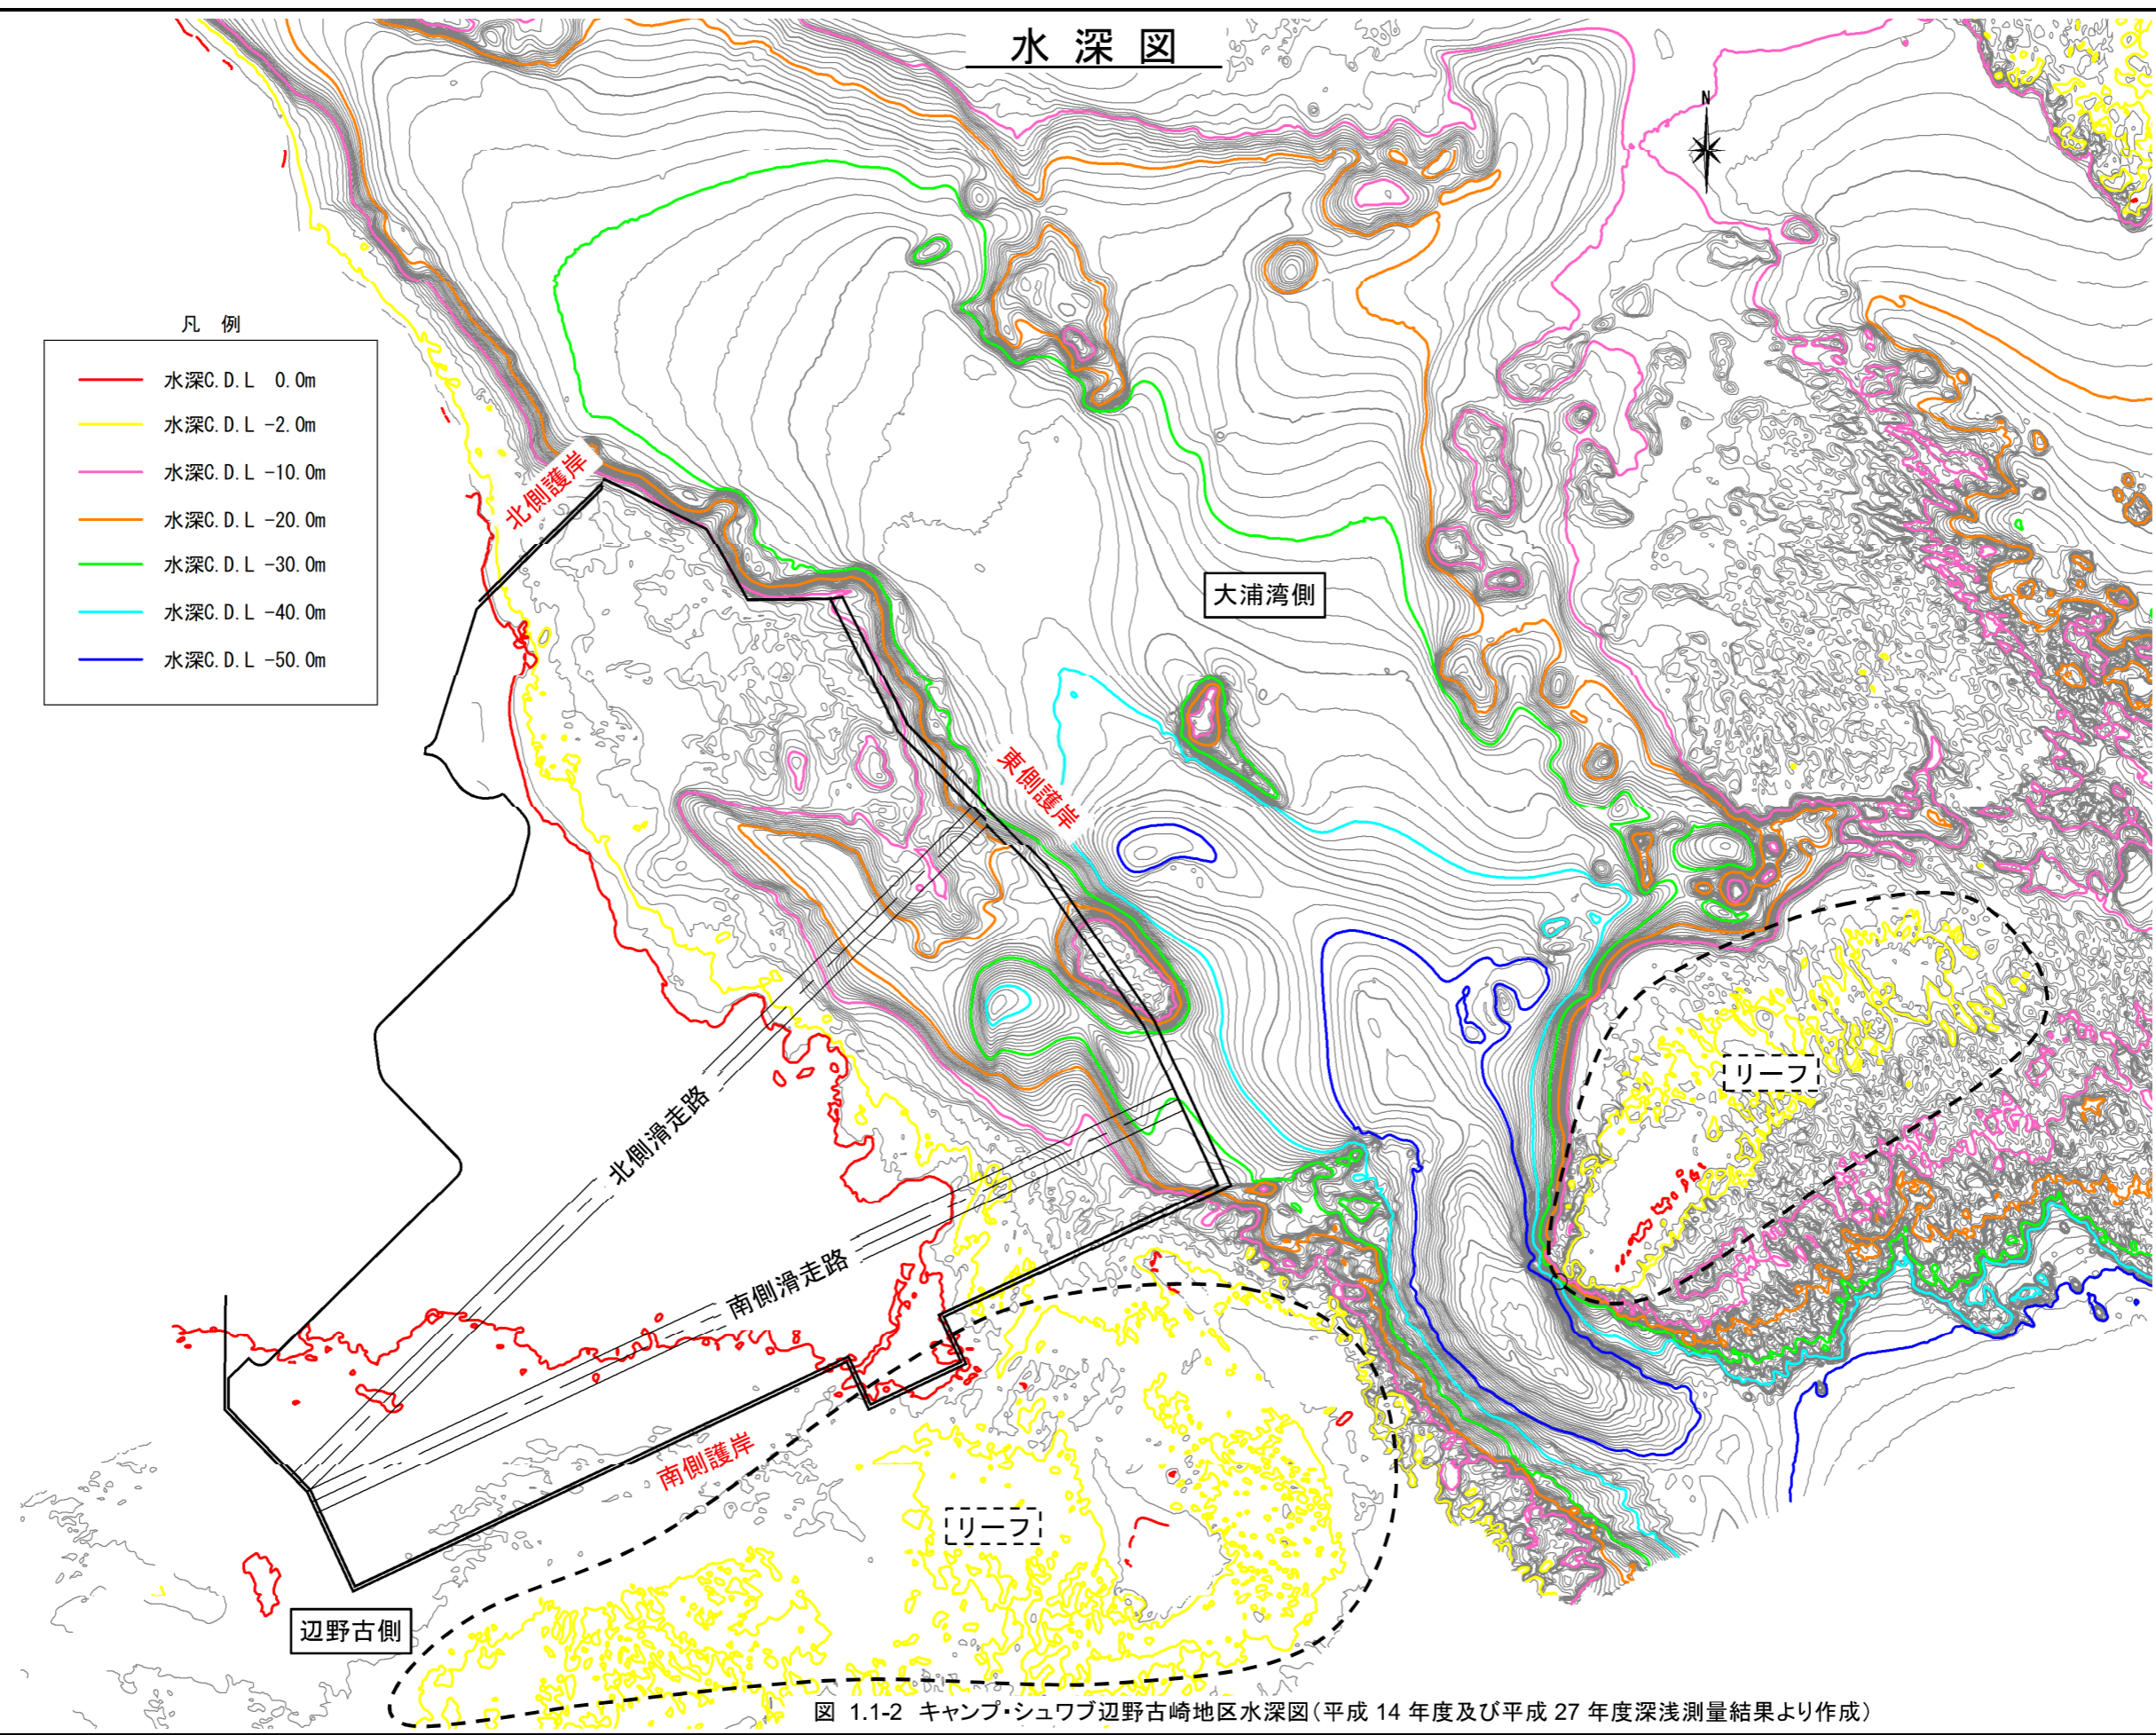 水 深 図
N
凡 例
水深C.D.L 0.0m
水深C.D.L -2.0m
水深C.D.L -10.0m
水深C.D.L -20.0m
水深C.D.L -30.0m
水深C.D.L -40.0m
水深C.D.L -50.0m
北側護岸
大浦湾側
東側護岸
リーフ
北側滑走路
南側滑走路
南側護岸
リーフ
辺野古側
図 1.1-2 キャンプ・シュワブ辺野古崎地区水深図(平成 14 年度及び平成 27 年度深浅測量結果より作成)